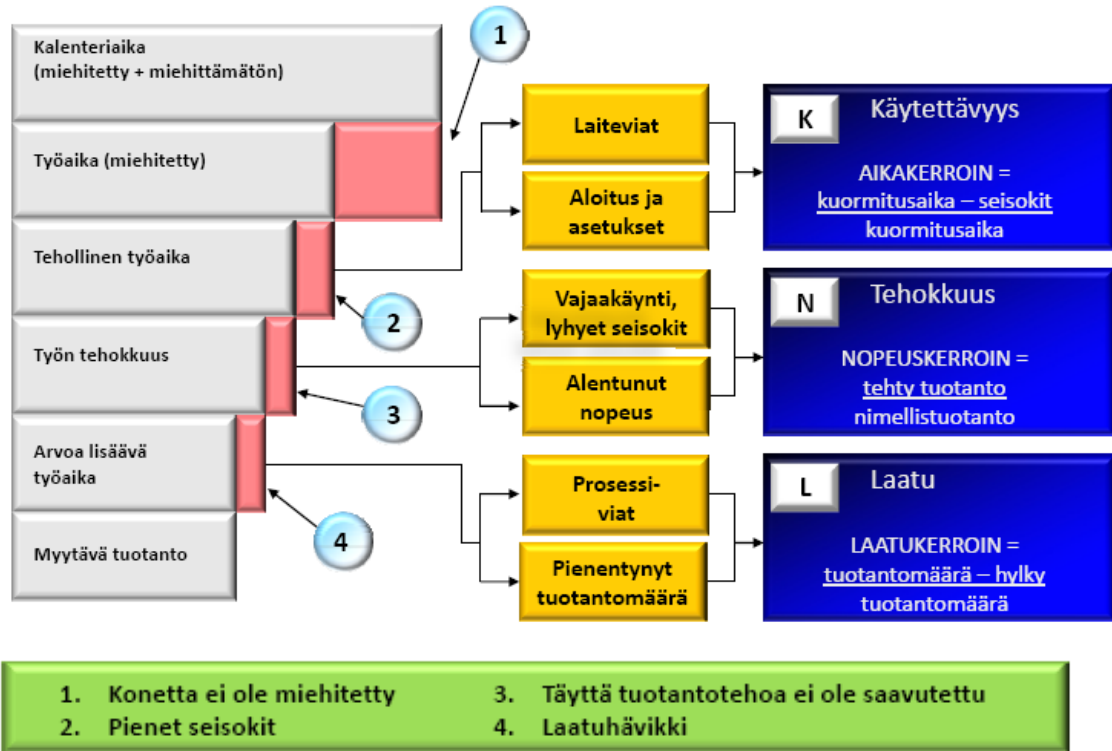 Kalenteriaika
(miehitetty + miehittämätön)
Työaika (miehitetty)
Tehollinen työaika
Työn tehokkuus
Arvoa lisäävä
työaika
Myytävä tuotanto
1
2
3
4
Laiteviat
Aloitus ja
asetukset
Vajaakäynti,
lyhyet seisokit
Alentunut
nopeus
Prosessi-
viat
Pienentynyt
tuotantomäärä
K
Käytettävyys
AIKAKERROIN =
kuormitusaika – seisokit
kuormitusaika
N
Tehokkuus
NOPEUSKERROIN =
tehty tuotanto
nimellistuotanto
L
Laatu
LAATUKERROIN =
tuotantomäärä – hylky
tuotantomäärä
1. Konetta ei ole miehitetty
2. Pienet seisokit
3. Täyttä tuotantotehoa ei ole saavutettu
4. Laatuhävikki